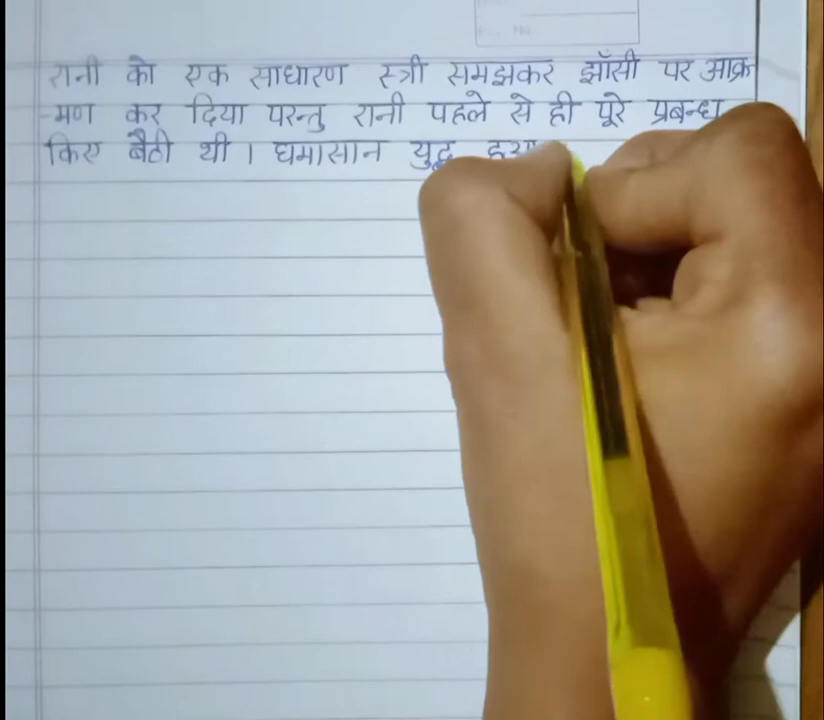 रानी को एक साधारण स्त्री समझकर झाँसी पर आक्र
-मण कर दिया परन्तु रानी पहले से ही पूरे प्रबन्ध
किए बैठी थी । घमासान युद्ध हुआ